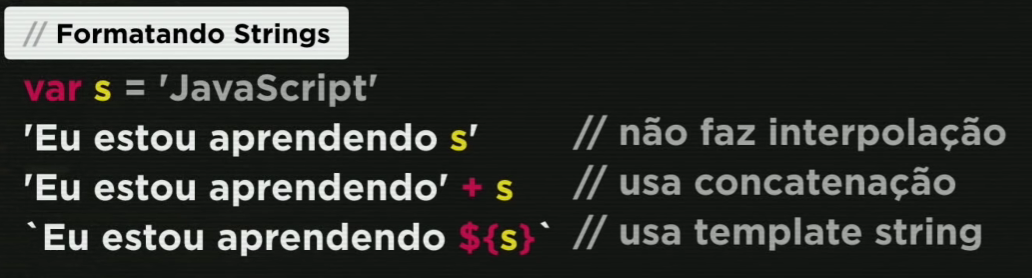 // Formatando Strings
var s = 'JavaScript'
'Eu estou aprendendo s' // não faz interpolação
'Eu estou aprendendo' + s // usa concatenação
`Eu estou aprendendo ${s}` // usa template string